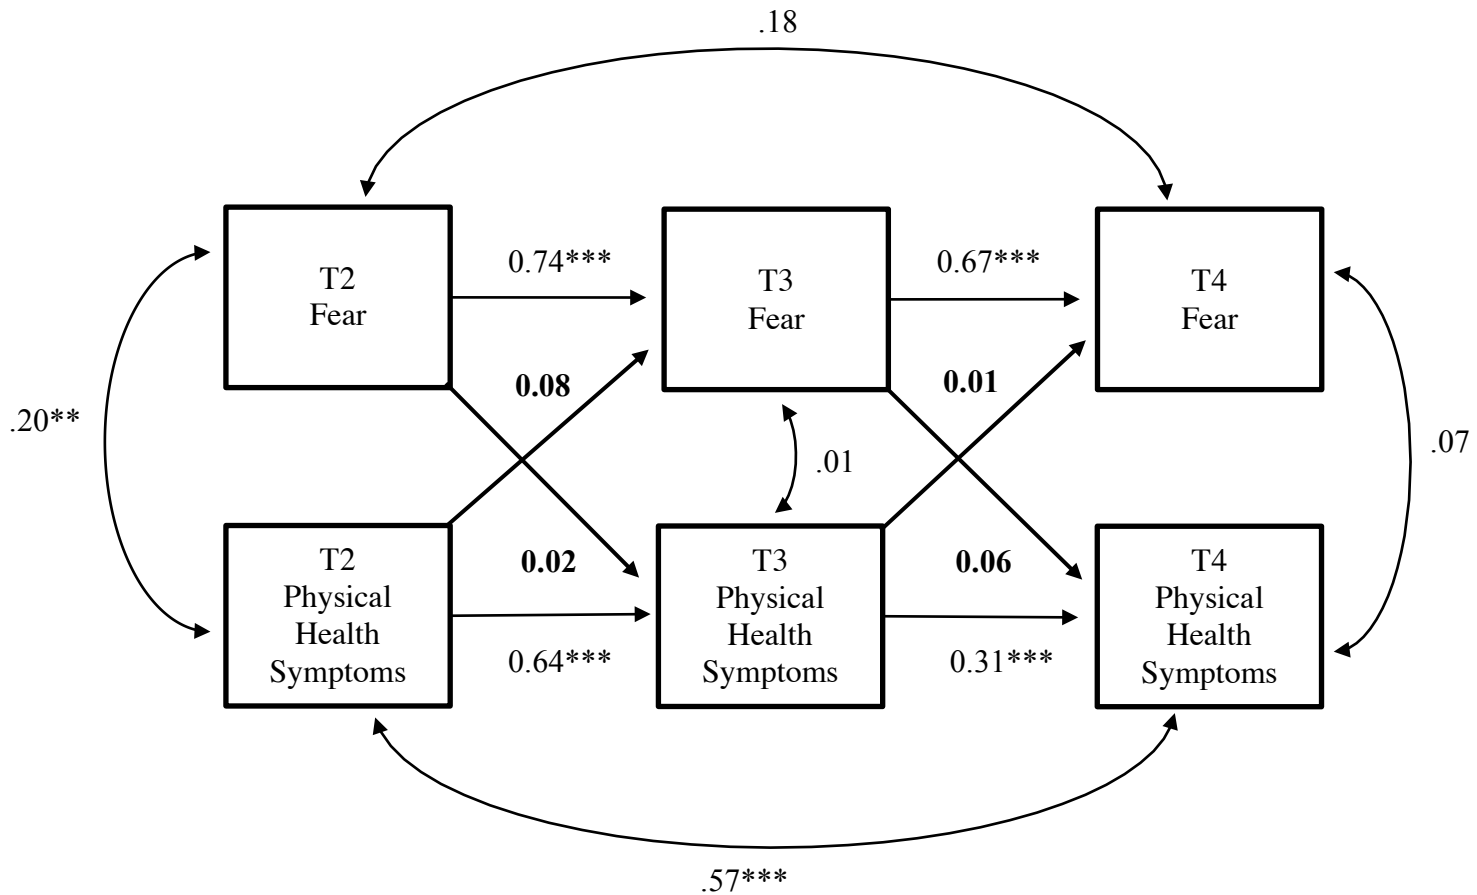 .18
T2
Fear
0.74***
T3
Fear
0.67***
T4
Fear
.20**
0.08
0.01
.01
.07
T2
Physical
Health
Symptoms
0.02
0.64***
T3
Physical
Health
Symptoms
0.06
0.31***
T4
Physical
Health
Symptoms
.57***